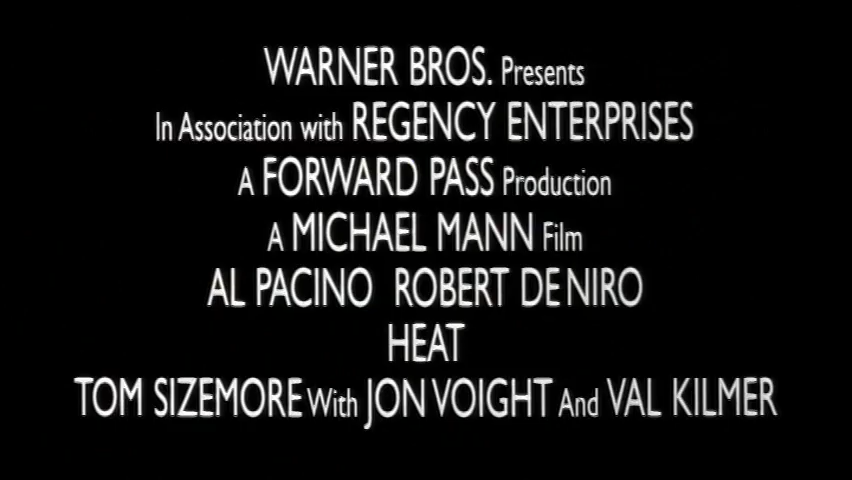 WARNER BROS. Presents
In Association with REGENCY ENTERPRISES
A FORWARD PASS Production
A MICHAEL MANN Film
AL PACINO ROBERT DE NIRO
HEAT
TOM SIZEMORE With JON VOIGHT And VAL KILMER